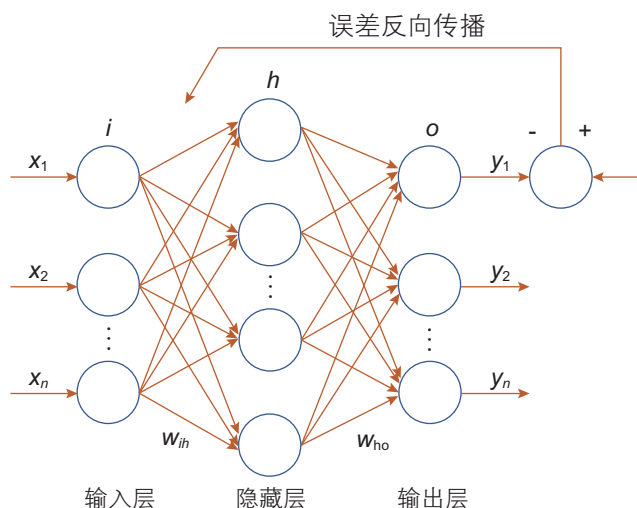 误差反向传播
h
i
o
- +
x1
y1
x2
y2
⋮ ⋮ ⋮
xn
yn
wih
who
输入层 隐藏层 输出层